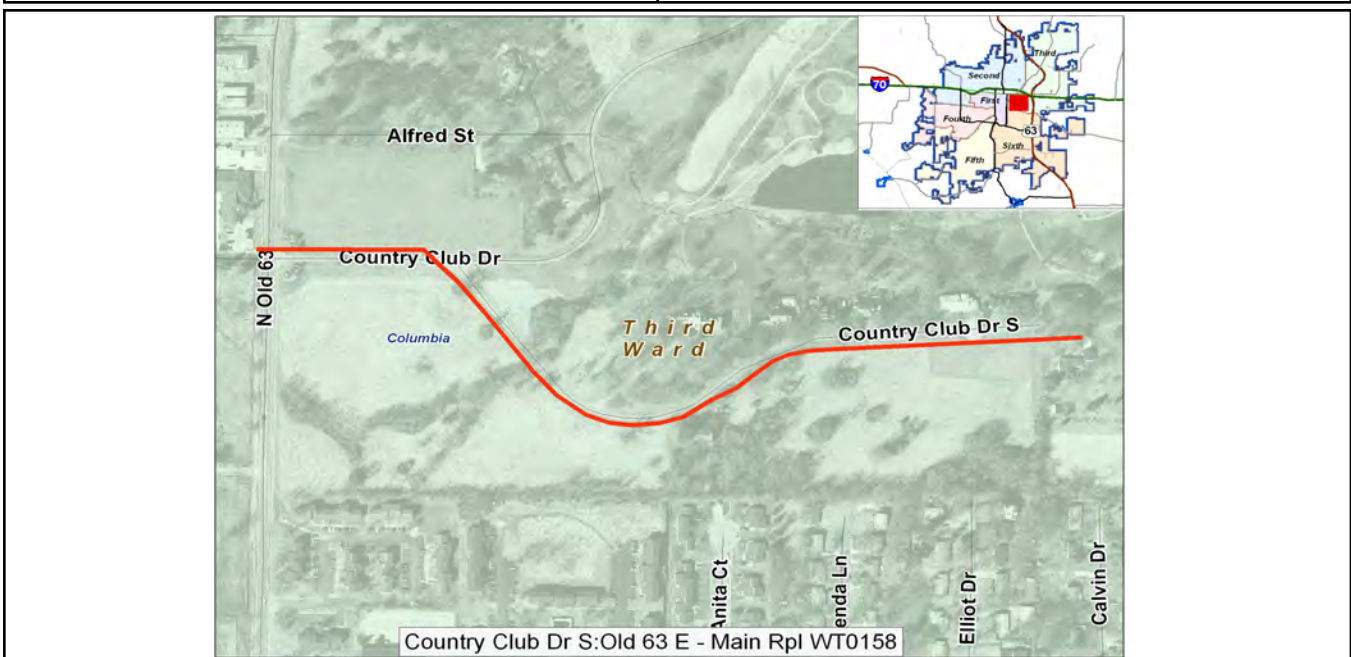 Alfred St
N Old 63
Country Club Dr
Columbia
Third
Ward
Country Club Dr S
Anita Ct
enda Ln
Elliot Dr
Calvin Dr
Country Club Dr S:Old 63 E - Main Rpl WT0158
70
Second
Third
First
Fourth
63
Sixth
Fifth